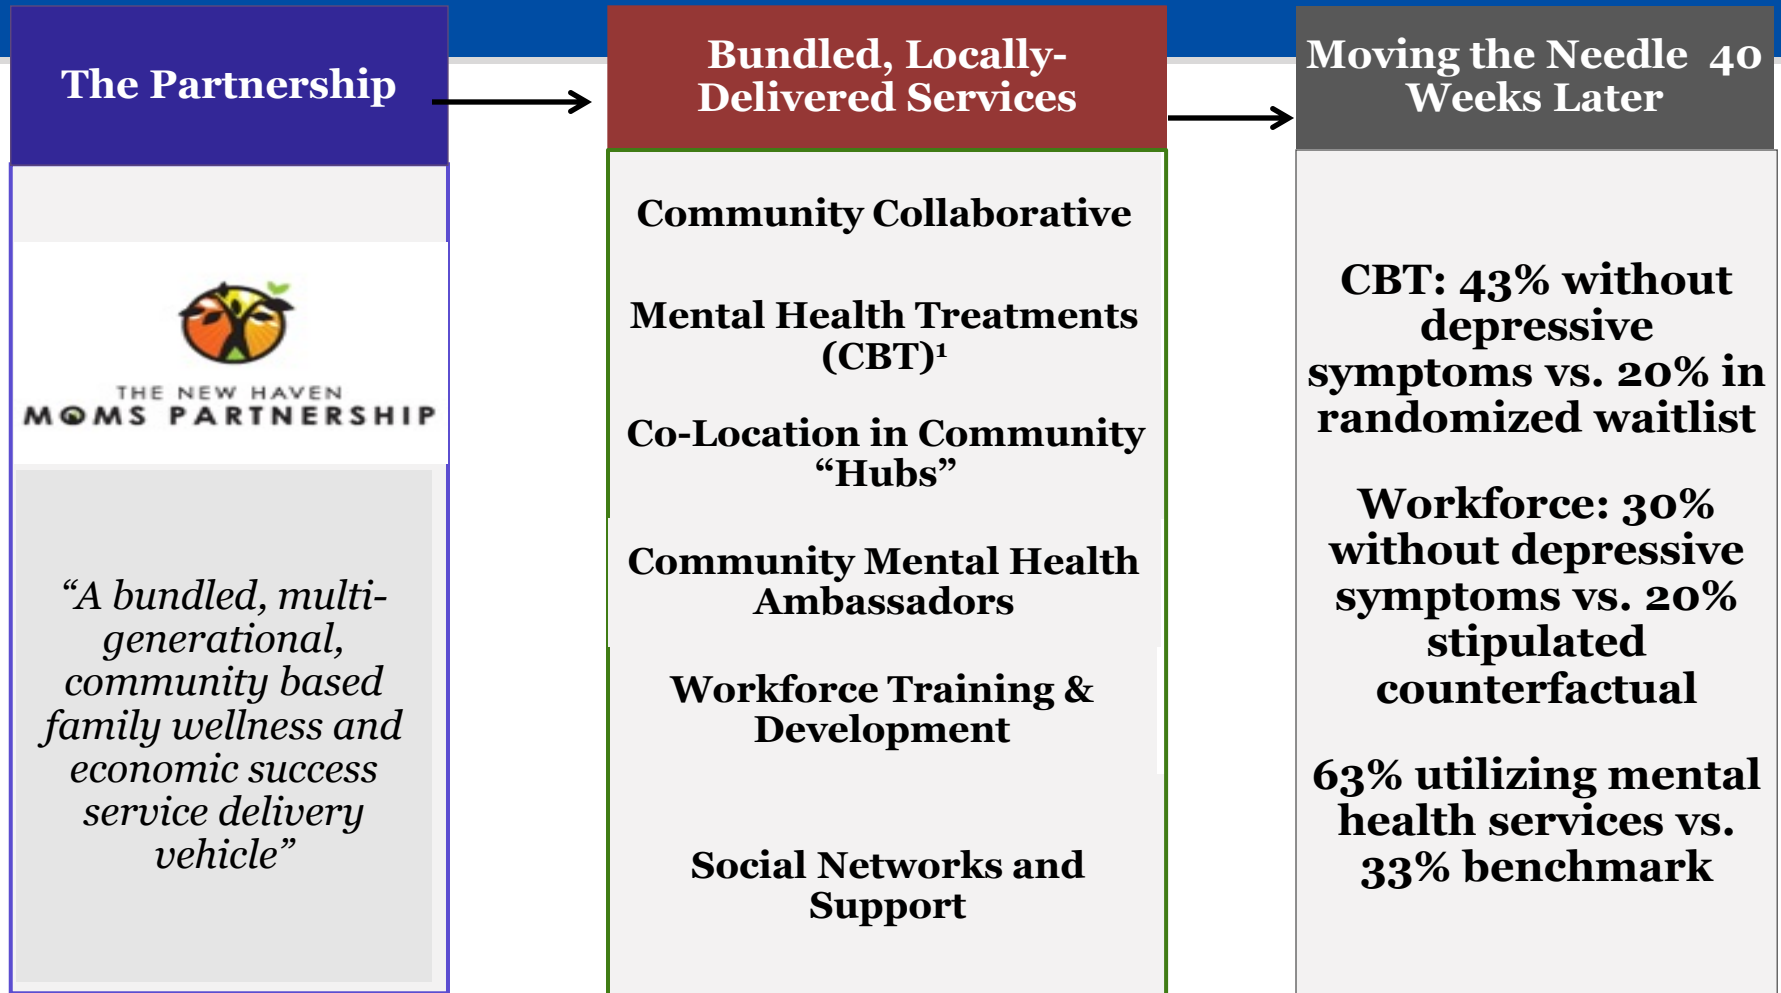 The Partnership
THE NEW HAVEN
MOMS PARTNERSHIP
“A bundled, multi-
generational,
community based
family wellness and
economic success
service delivery
vehicle”
Bundled, Locally-
Delivered Services
Community Collaborative
Mental Health Treatments
(CBT)¹
Co-Location in Community
“Hubs”
Community Mental Health
Ambassadors
Workforce Training &
Development
Social Networks and
Support
Moving the Needle 40
Weeks Later
CBT: 43% without
depressive
symptoms vs. 20% in
randomized waitlist
Workforce: 30%
without depressive
symptoms vs. 20%
stipulated
counterfactual
63% utilizing mental
health services vs.
33% benchmark